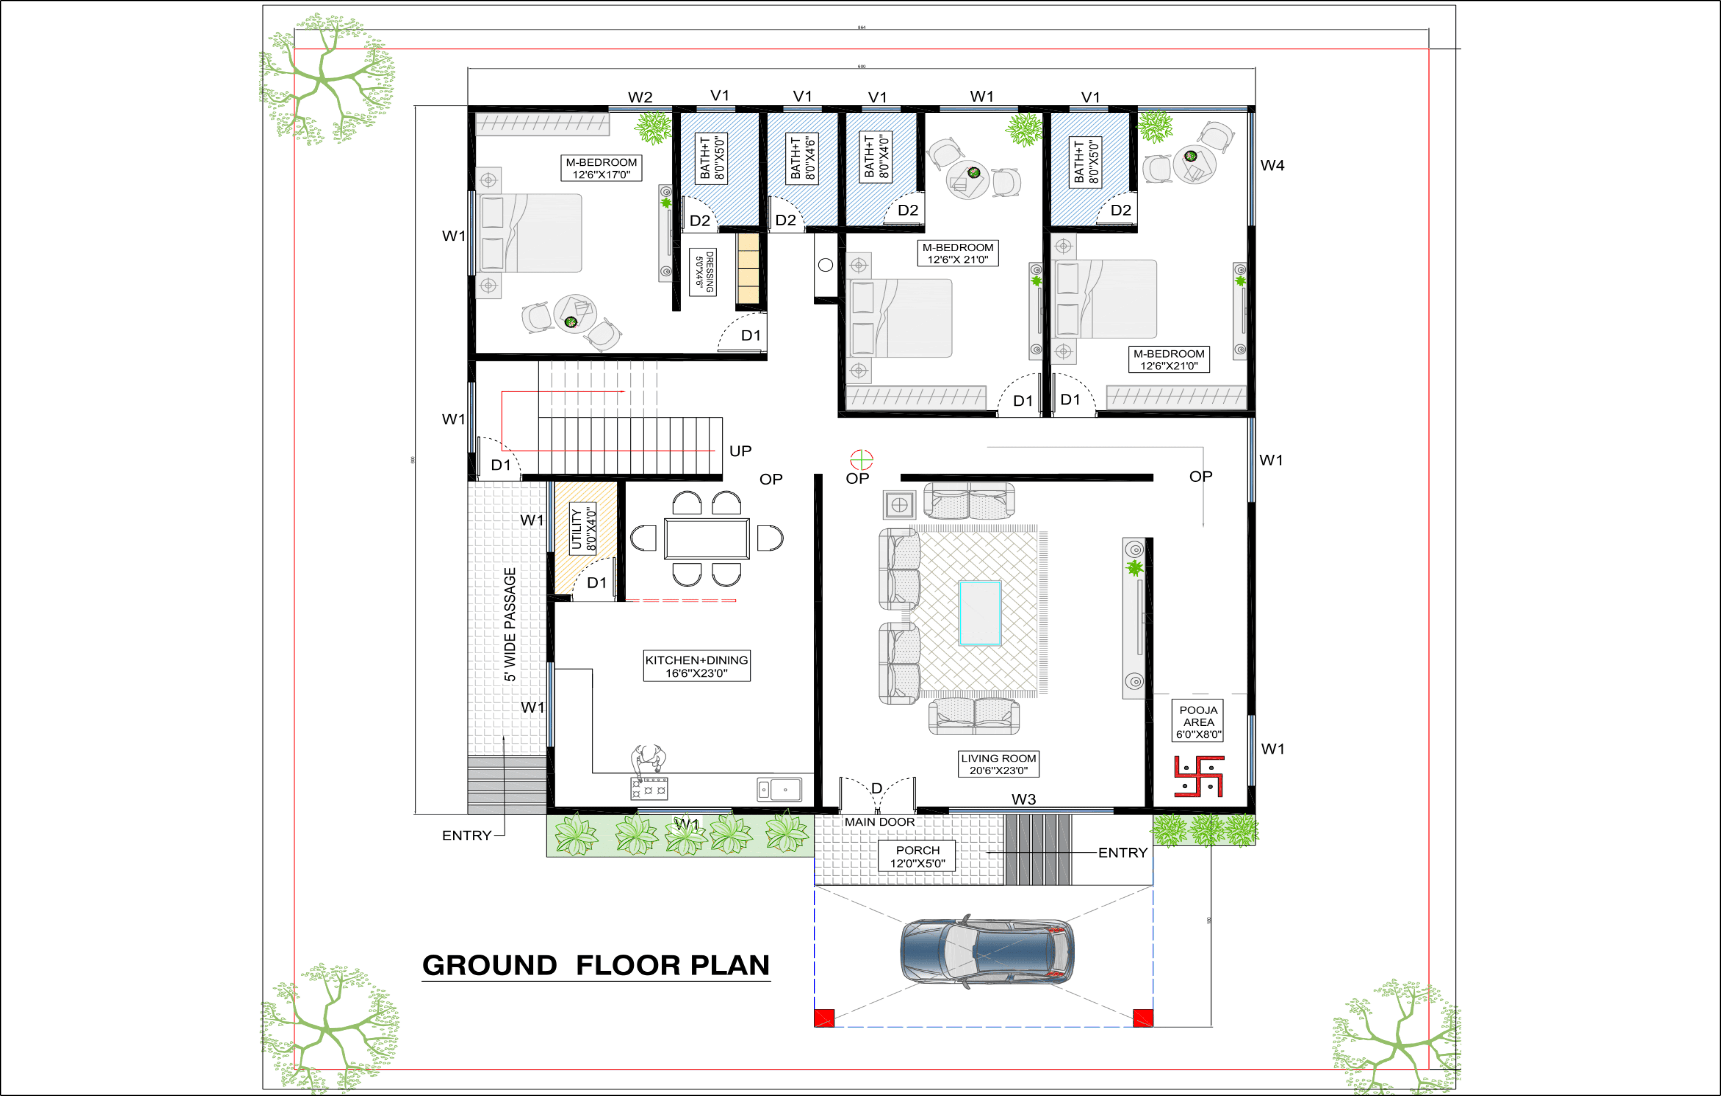 W2
V1
V1
V1
W1
V1
M-BEDROOM
12'6"X17'0"
BATH+T
8'0"X5'0"
BATH+T
8'0"X4'6"
BATH+T
8'0"X4'0"
BATH+T
8'0"X5'0"
W4
D2
D2
D2
D2
W1
DRESSING
5'0"X4'6"
M-BEDROOM
12'6"X 21'0"
D1
M-BEDROOM
12'6"X21'0"
D1
D1
W1
UP
D1
OP
OP
OP
W1
W1
UTILITY
8'0"X4'0"
D1
5' WIDE PASSAGE
KITCHEN+DINING
16'6"X23'0"
W1
POOJA
AREA
6'0"X8'0"
W1
LIVING ROOM
20'6"X23'0"
D
W3
MAIN DOOR
W1
ENTRY
PORCH
12'0"X5'0"
ENTRY
GROUND FLOOR PLAN